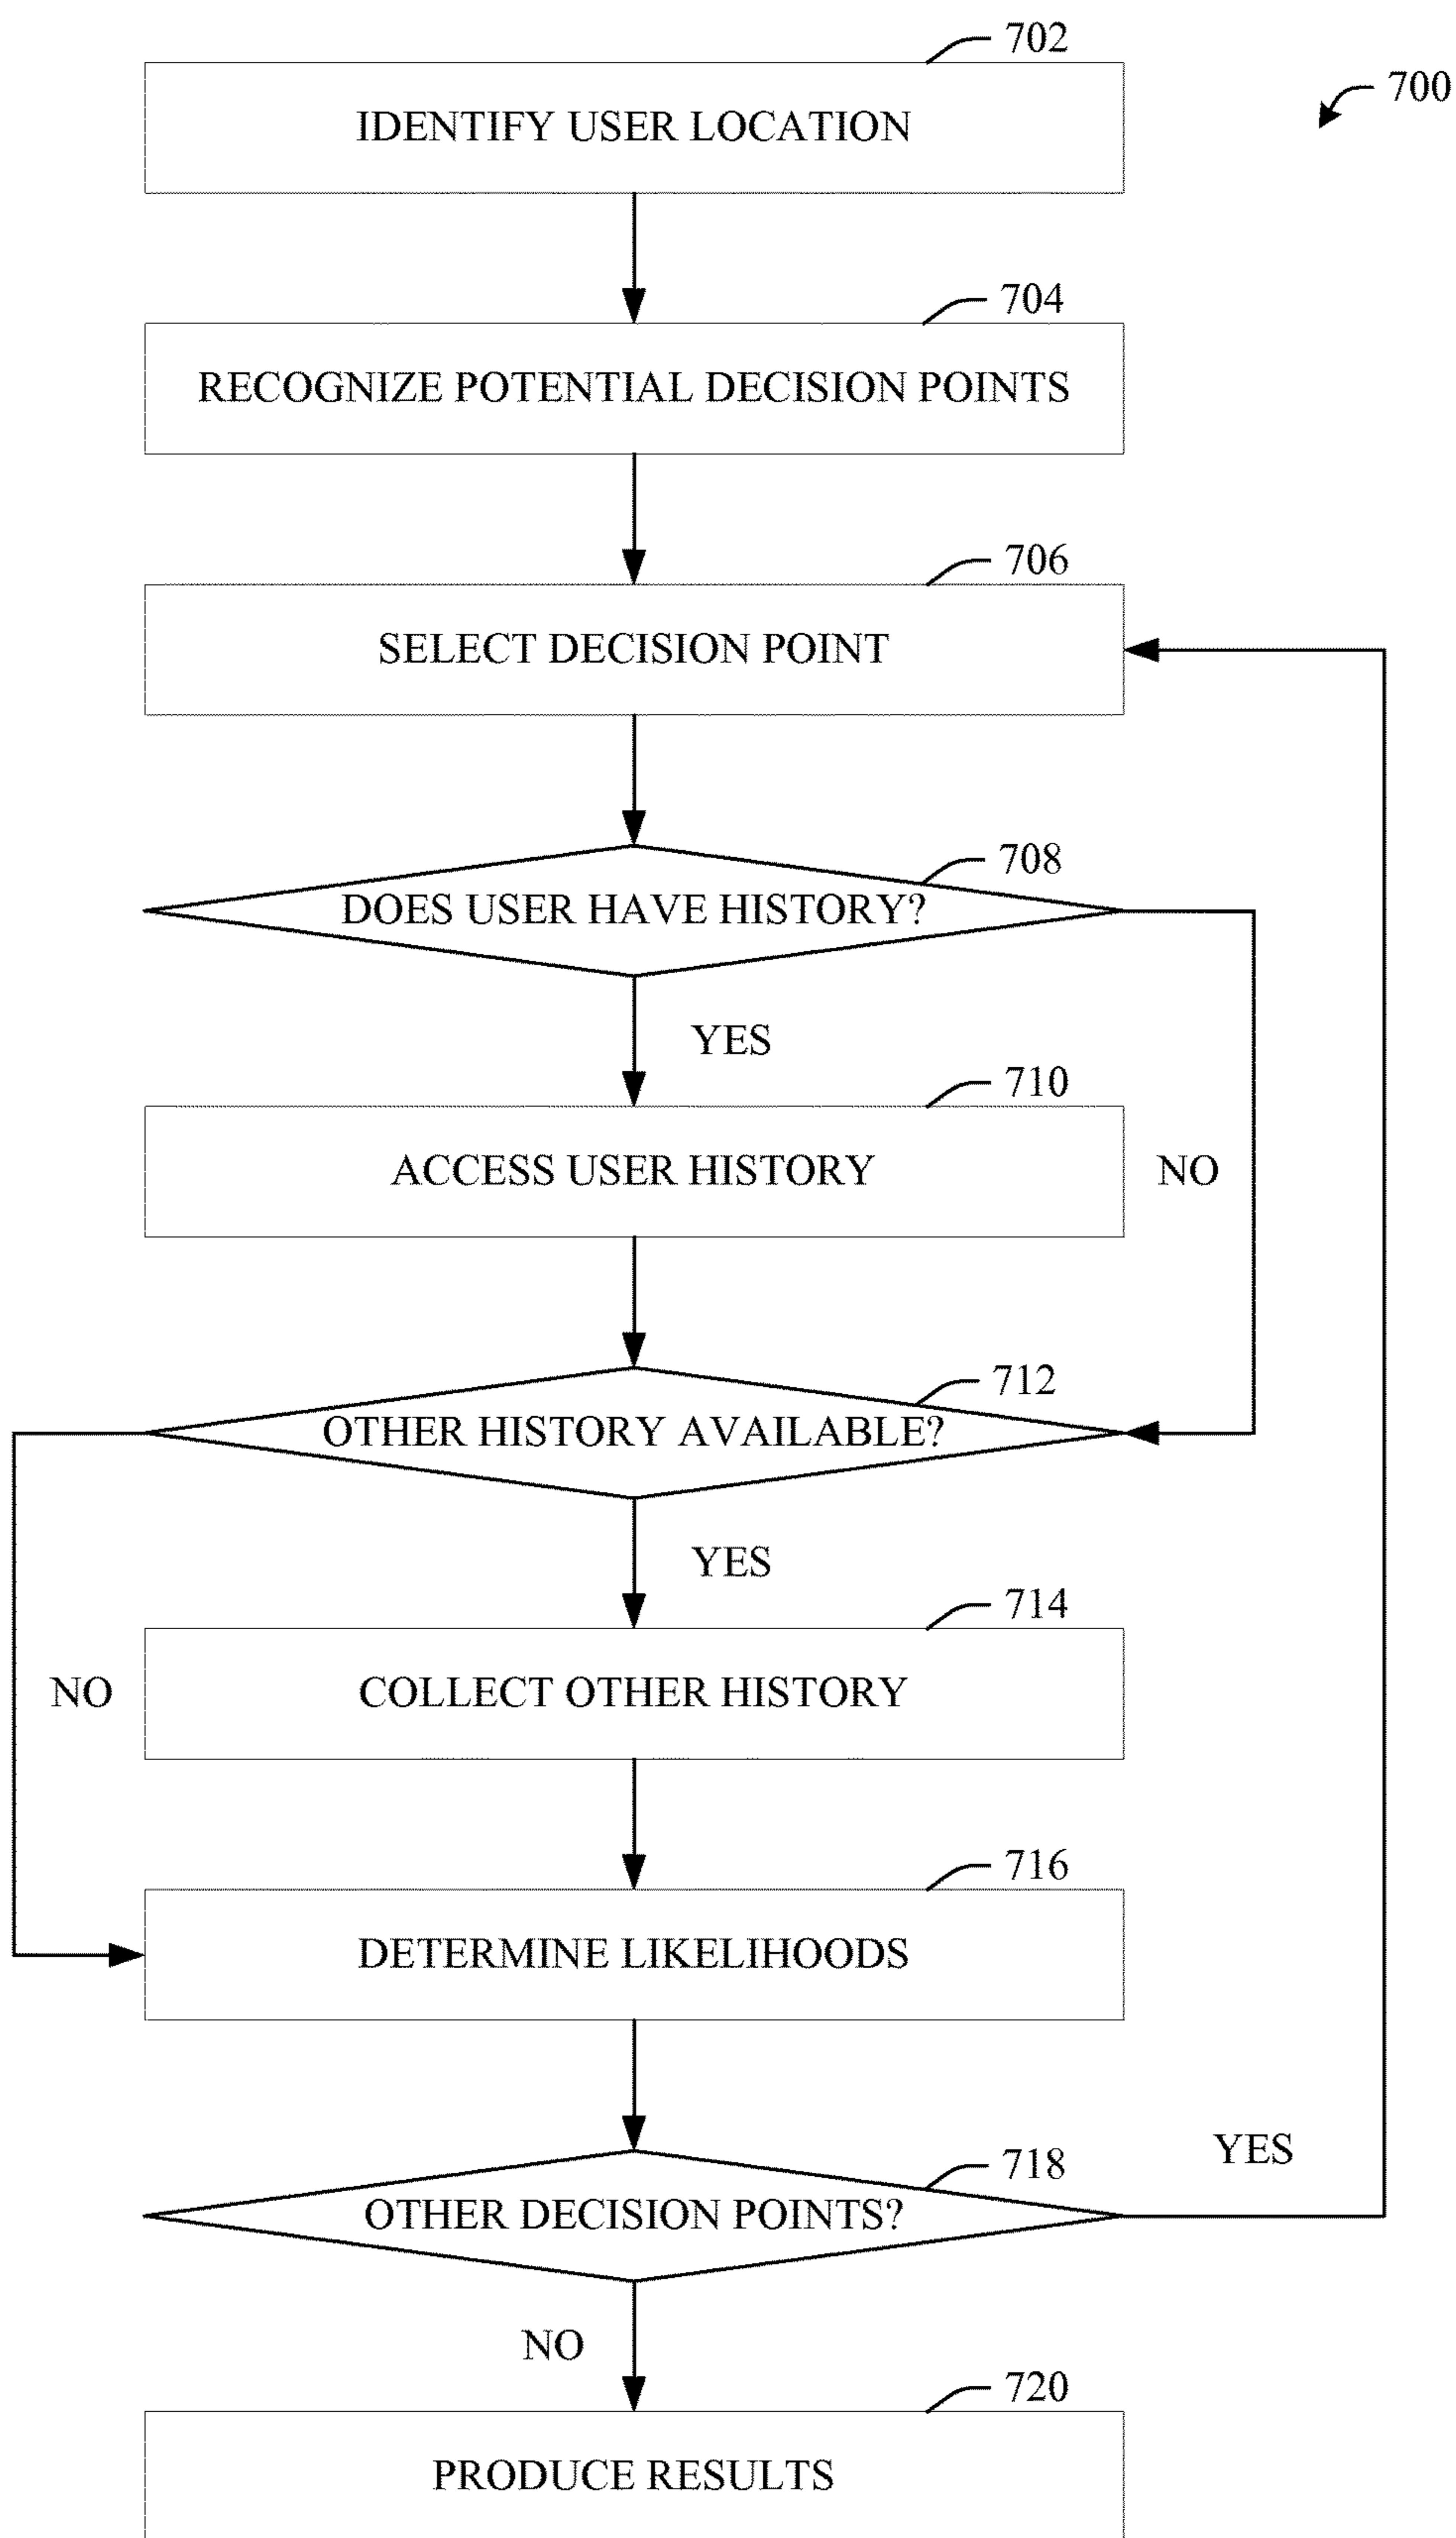 702
700
IDENTIFY USER LOCATION
704
RECOGNIZE POTENTIAL DECISION POINTS
706
SELECT DECISION POINT
708
DOES USER HAVE HISTORY?
YES
710
ACCESS USER HISTORY
NO
712
OTHER HISTORY AVAILABLE?
YES
714
COLLECT OTHER HISTORY
NO
716
DETERMINE LIKELIHOODS
718
YES
OTHER DECISION POINTS?
NO
720
PRODUCE RESULTS